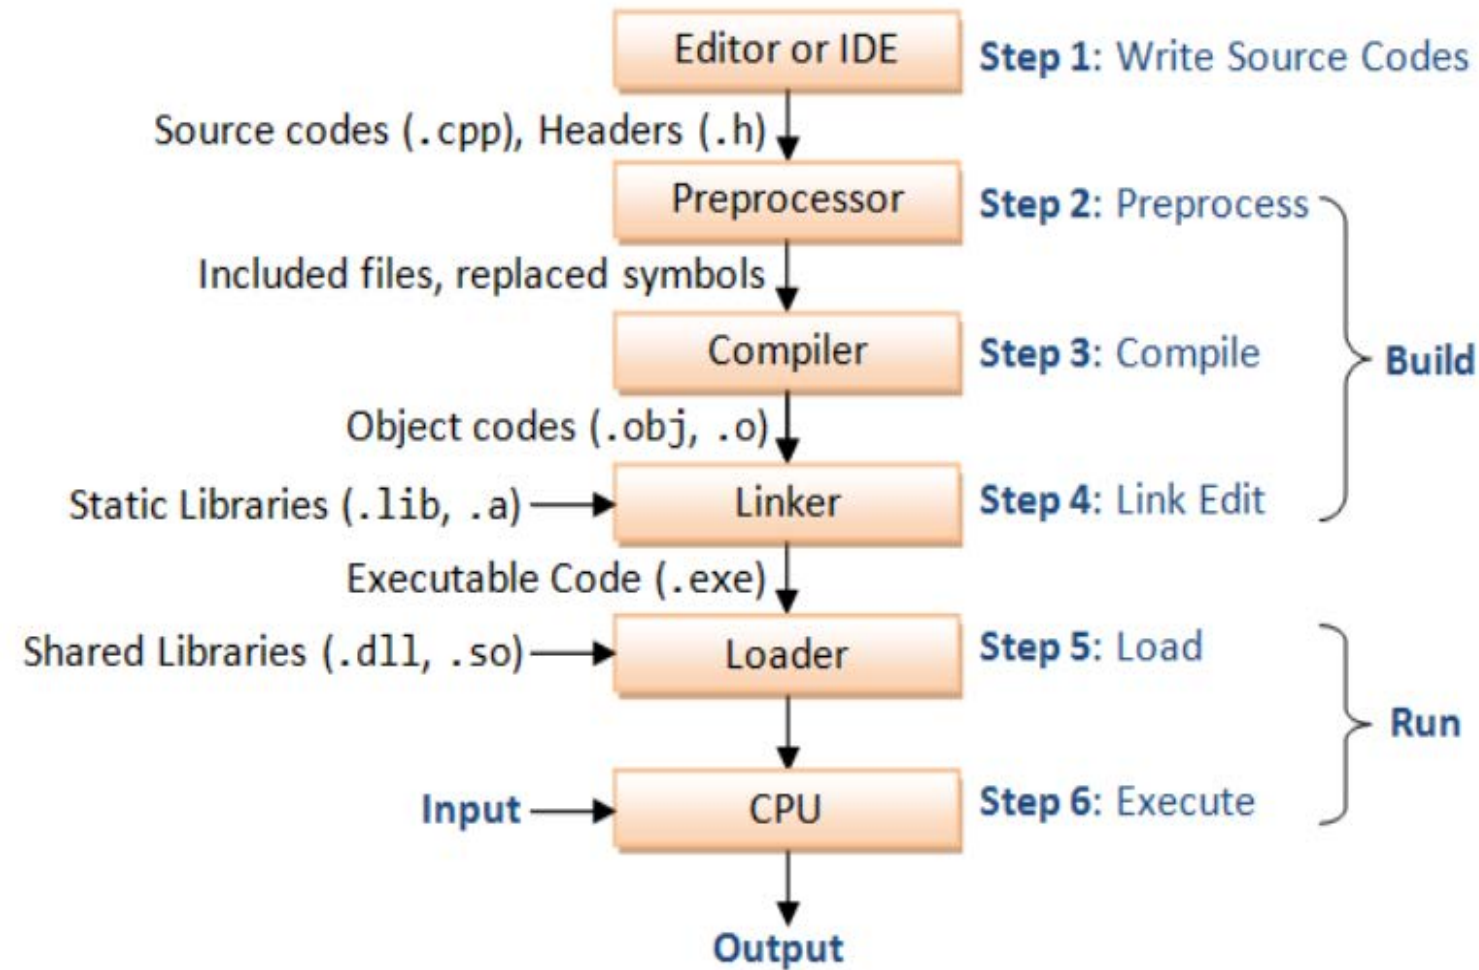 Editor or IDE
Step 1: Write Source Codes
Source codes (.cpp), Headers (.h)
Preprocessor
Step 2: Preprocess
Included files, replaced symbols
Compiler
Step 3: Compile
Build
Object codes (.obj, .o)
Static Libraries (.lib, .a)
Linker
Step 4: Link Edit
Executable Code (.exe)
Shared Libraries (.dll, .so)
Loader
Step 5: Load
Run
Input
CPU
Step 6: Execute
Output